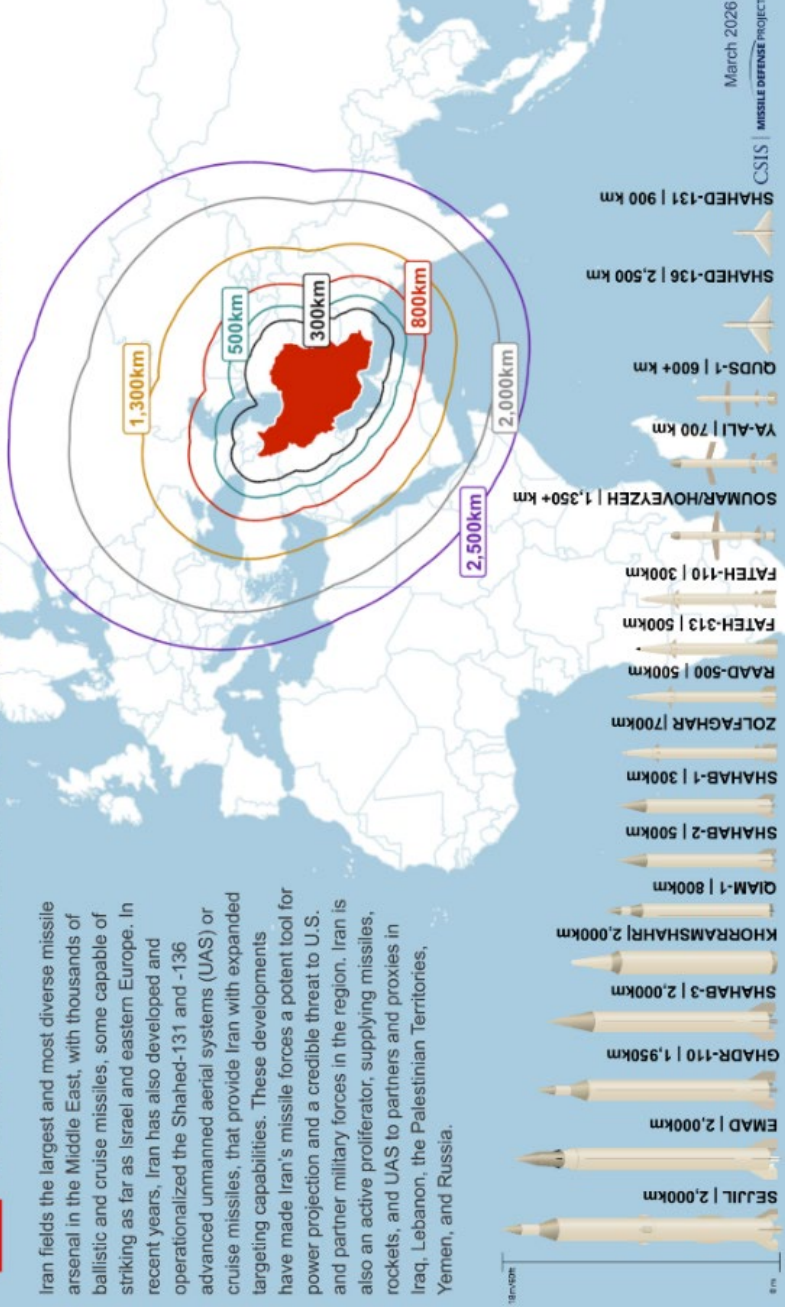 Iran fields the largest and most diverse missile
arsenal in the Middle East, with thousands of
ballistic and cruise missiles, some capable of
striking as far as Israel and eastern Europe. In
recent years, Iran has also developed and
operationalized the Shahed-131 and -136
advanced unmanned aerial systems (UAS) or
cruise missiles, that provide Iran with expanded
targeting capabilities. These developments
have made Iran's missile forces a potent tool for
power projection and a credible threat to U.S.
and partner military forces in the region. Iran is
also an active proliferator, supplying missiles,
rockets, and UAS to partners and proxies in
Iraq, Lebanon, the Palestinian Territories,
Yemen, and Russia.
1,300km
500km
300km
800km
2,000km
2,500km
18m/60ft
0 m
SEJJIL | 2,000km
EMAD | 2,000km
GHADR-110 | 1,950km
SHAHAB-3 | 2,000km
KHORRAMSHAHR| 2,000km
QIAM-1 | 800km
SHAHAB-2 | 500km
SHAHAB-1 | 300km
ZOLFAGHAR |700km
RAAD-500 | 500km
FATEH-313 | 500km
FATEH-110 | 300km
SOUMAR/HOVEYZEH | 1,350+ km
YA-ALI | 700 km
QUDS-1 | 600+ km
SHAHED-136 | 2,500 km
SHAHED-131 | 900 km
March 2026
CSIS | MISSILE DEFENSE PROJECT